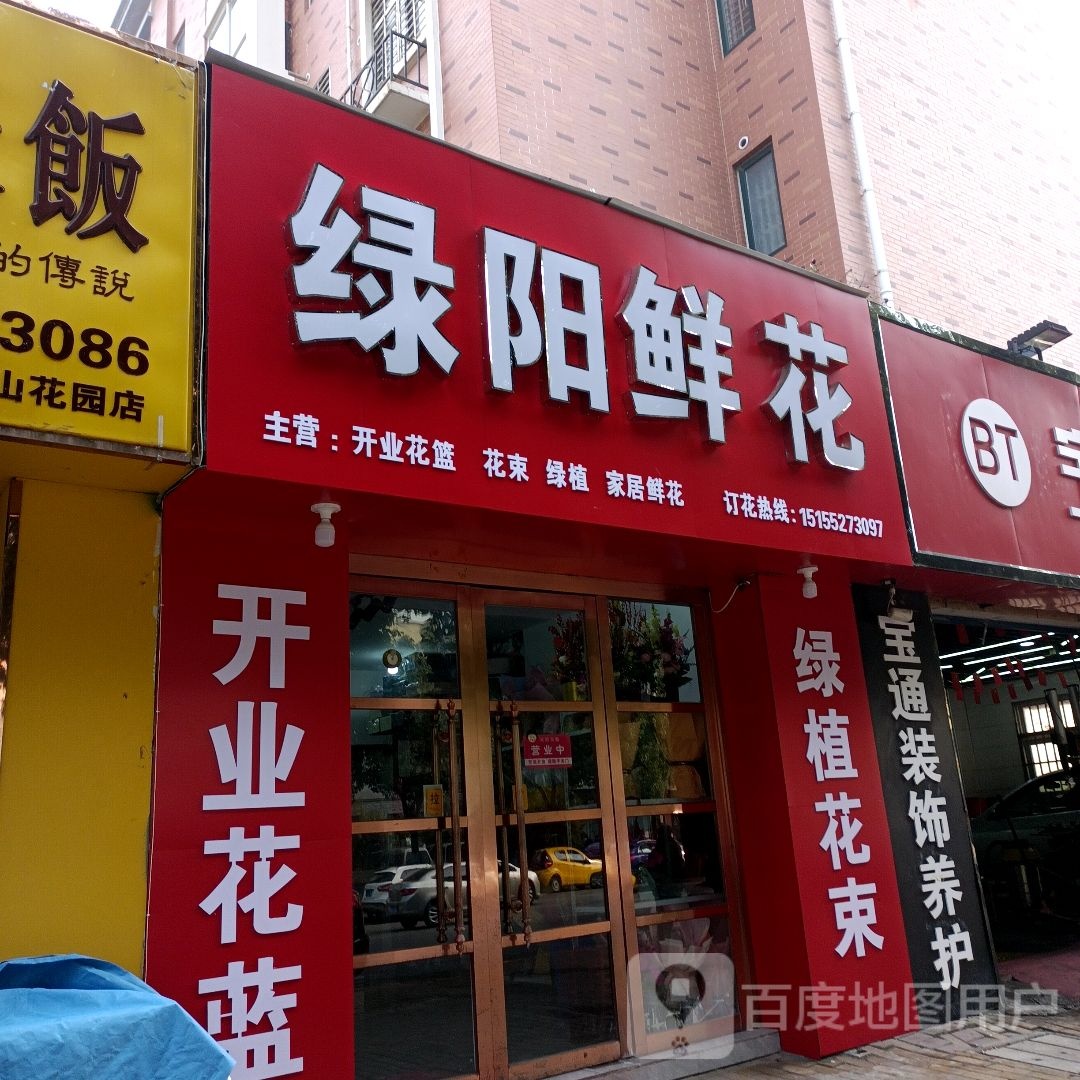 飯
的傳說
3086
山花园店
绿阳鲜花
主营：开业花篮 花束 绿植 家居鲜花 订花热线：15155273097
开业花蓝
营业中
拉
绿植花束
BT
宝通装饰养护
百度地图用户